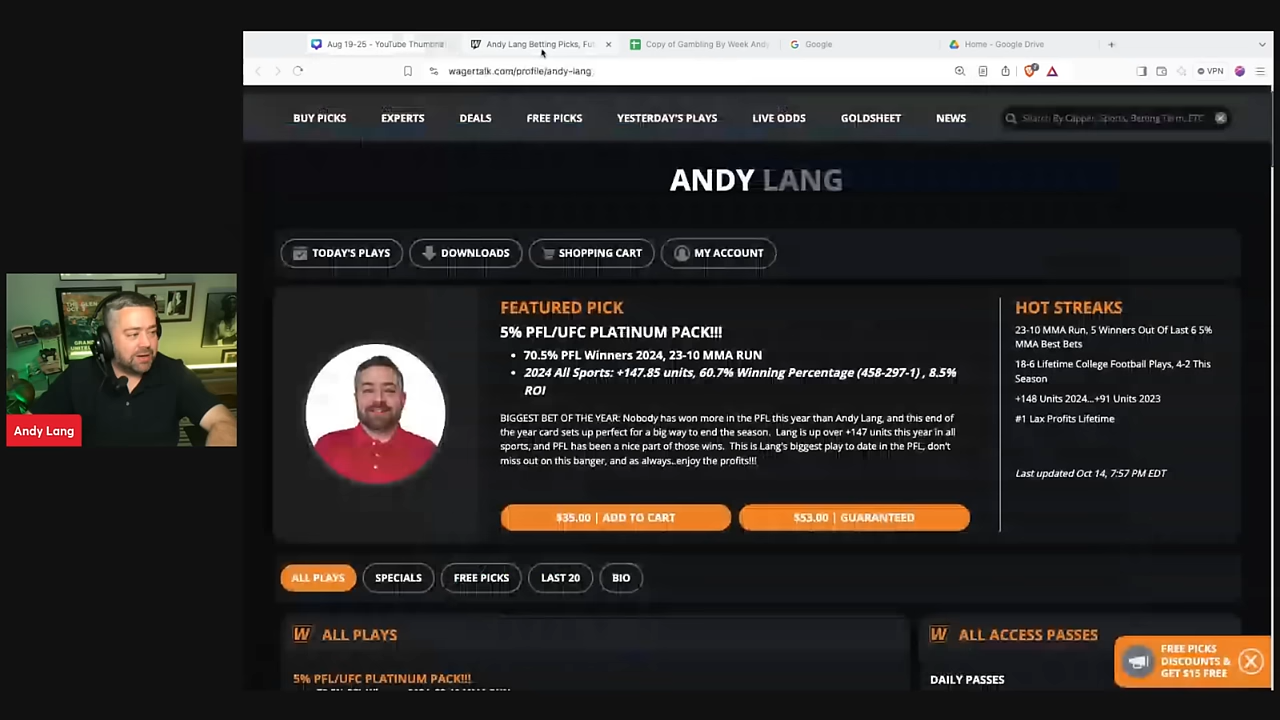 Aug 19-25 - YouTube Thumbna
Andy Lang Betting Picks, Fut
Copy of Gambling By Week Andy
Google
Home - Google Drive
wagertalk.com/profile/andy-lang
VPN
BUY PICKS
EXPERTS
DEALS
FREE PICKS
YESTERDAY'S PLAYS
LIVE ODDS
GOLDSHEET
NEWS
Search By Capper, Sports, Betting Term, ETC
ANDY LANG
TODAY'S PLAYS
DOWNLOADS
SHOPPING CART
MY ACCOUNT
FEATURED PICK
5% PFL/UFC PLATINUM PACK!!!
• 70.5% PFL Winners 2024, 23-10 MMA RUN
• 2024 All Sports: +147.85 units, 60.7% Winning Percentage (458-297-1) , 8.5%
ROI
BIGGEST BET OF THE YEAR: Nobody has won more in the PFL this year than Andy Lang, and this end of
the year card sets up perfect for a big way to end the season. Lang is up over +147 units this year in all
sports, and PFL has been a nice part of those wins. This is Lang's biggest play to date in the PFL, don't
miss out on this banger, and as always..enjoy the profits!!!
$35.00 | ADD TO CART
$53.00 | GUARANTEED
HOT STREAKS
23-10 MMA Run, 5 Winners Out Of Last 6 5%
MMA Best Bets
18-6 Lifetime College Football Plays, 4-2 This
Season
+148 Units 2024...+91 Units 2023
#1 Lax Profits Lifetime
Last updated Oct 14, 7:57 PM EDT
Andy Lang
ALL PLAYS
SPECIALS
FREE PICKS
LAST 20
BIO
W ALL PLAYS
5% PFL/UFC PLATINUM PACK!!!
W ALL ACCESS PASSES
DAILY PASSES
FREE PICKS
DISCOUNTS &
GET $15 FREE